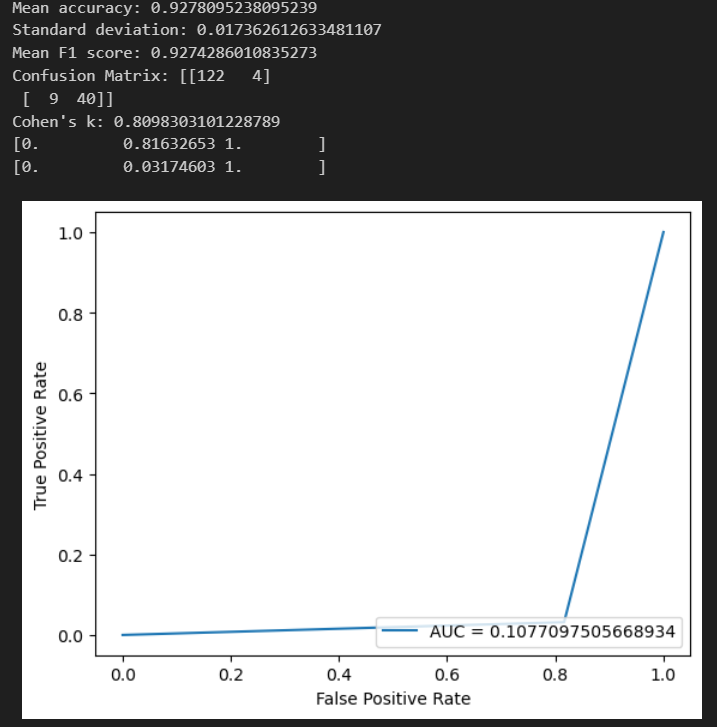 Mean accuracy: 0.9278095238095239
Standard deviation: 0.017362612633481107
Mean F1 score: 0.9274286010835273
Confusion Matrix: [[122   4]
 [  9  40]]
Cohen's k: 0.8098303101228789
[0.         0.81632653 1.        ]
[0.         0.03174603 1.        ]
1.0
0.8
0.6
0.4
0.2
0.0
True Positive Rate
AUC = 0.1077097505668934
0.0 0.2 0.4 0.6 0.8 1.0
False Positive Rate